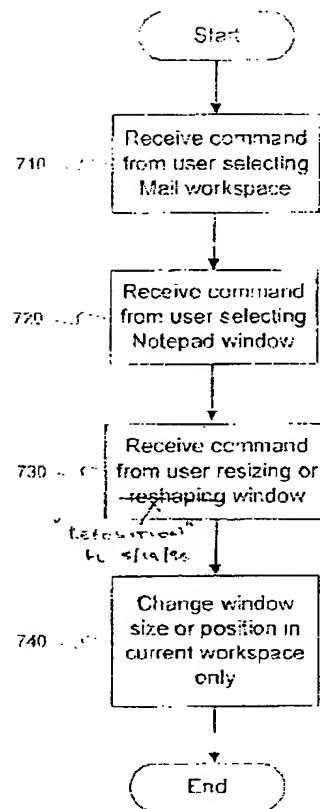 Start
710
Receive command
from user selecting
Mail workspace
720
Receive command
from user selecting
Notepad window
730
Receive command
from user resizing or
reshaping window
"REPOSITION"
740
Change window
size or position in
current workspace
only
End